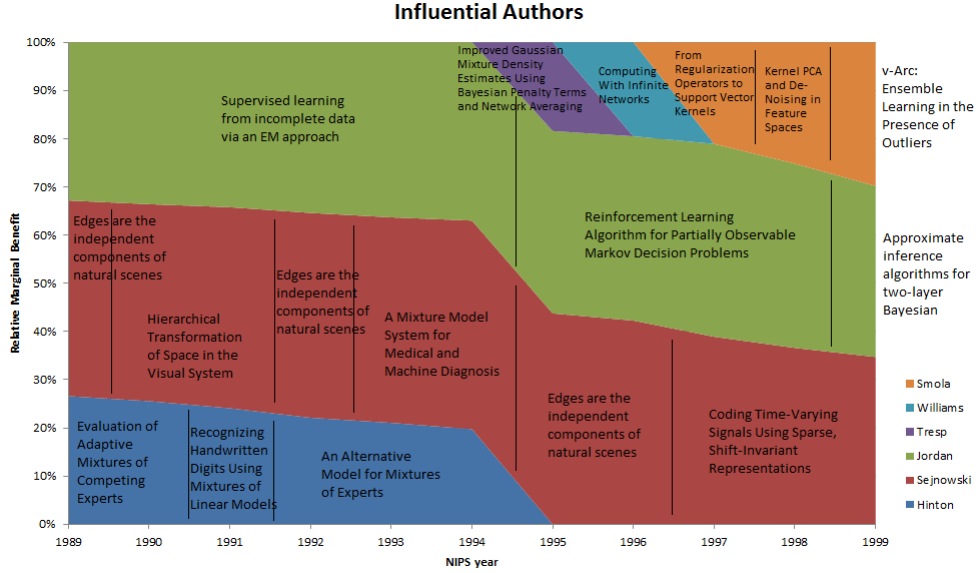 Influential Authors
100%
90%
80%
70%
60%
50%
40%
30%
20%
10%
0%
Relative Marginal Benefit
Supervised learning
from incomplete data
via an EM approach
Improved Gaussian
Mixture Density
Estimates Using
Bayesian Penalty Terms
and Network Averaging
Computing
With Infinite
Networks
From
Regularization
Operators to
Support Vector
Kernels
Kernel PCA
and De-
Noising in
Feature
Spaces
v-Arc:
Ensemble
Learning in the
Presence of
Outliers
Edges are the
independent
components of
natural scenes
Hierarchical
Transformation
of Space in the
Visual System
Edges are the
independent
components of
natural scenes
A Mixture Model
System for
Medical and
Machine Diagnosis
Reinforcement Learning
Algorithm for Partially Observable
Markov Decision Problems
Approximate
inference
algorithms for
two-layer
Bayesian
Evaluation of
Adaptive
Mixtures of
Competing
Experts
Recognizing
Handwritten
Digits Using
Mixtures of
Linear Models
An Alternative
Model for Mixtures
of Experts
Edges are the
independent
components of
natural scenes
Coding Time-Varying
Signals Using Sparse,
Shift-Invariant
Representations
Smola
Williams
Tresp
Jordan
Sejnowski
Hinton
1989
1990
1991
1992
1993
1994
1995
1996
1997
1998
1999
NIPS year